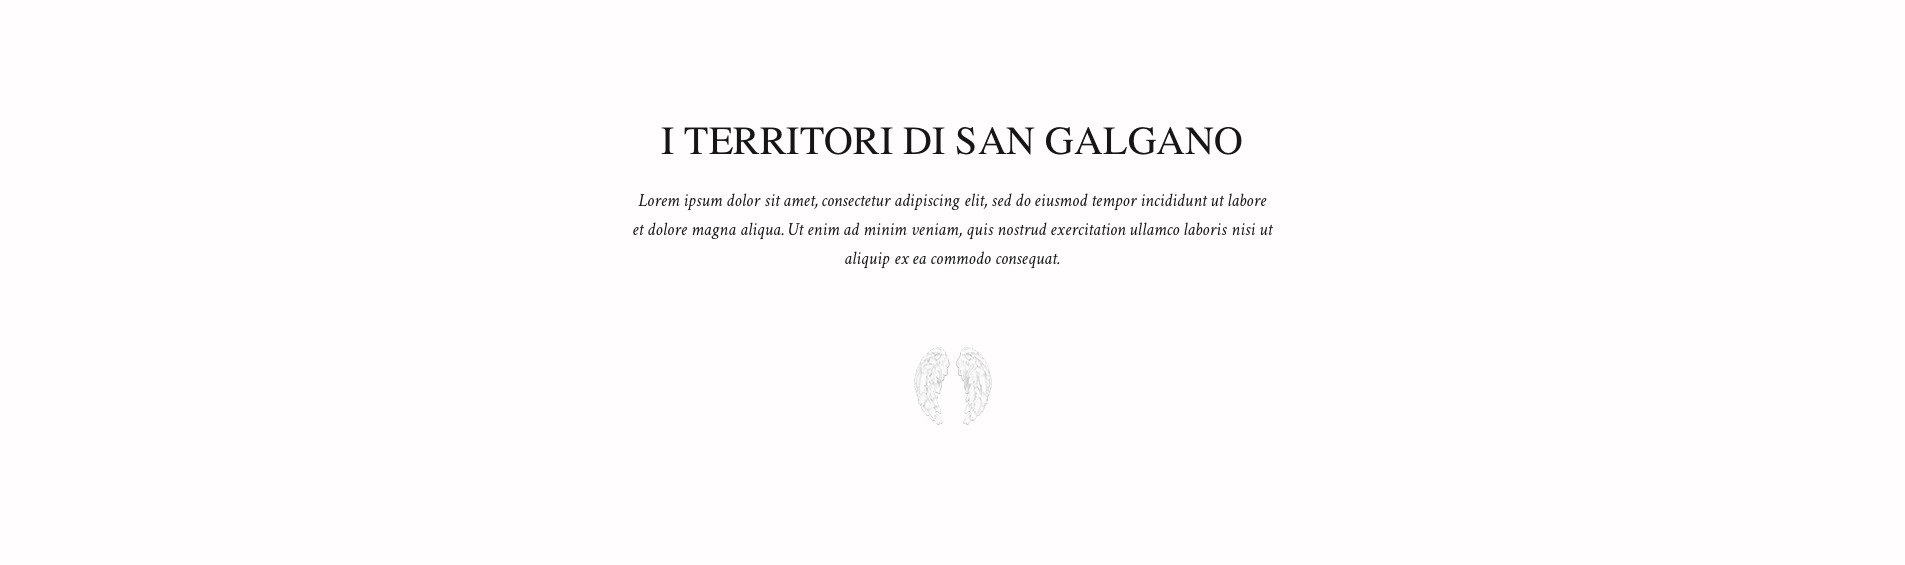 I TERRITORI DI SAN GALGANO
Lorem ipsum dolor sit amet, consectetur adipiscing elit, sed do eiusmod tempor incididunt ut labore
et dolore magna aliqua. Ut enim ad minim veniam, quis nostrud exercitation ullamco laboris nisi ut
aliquip ex ea commodo consequat.